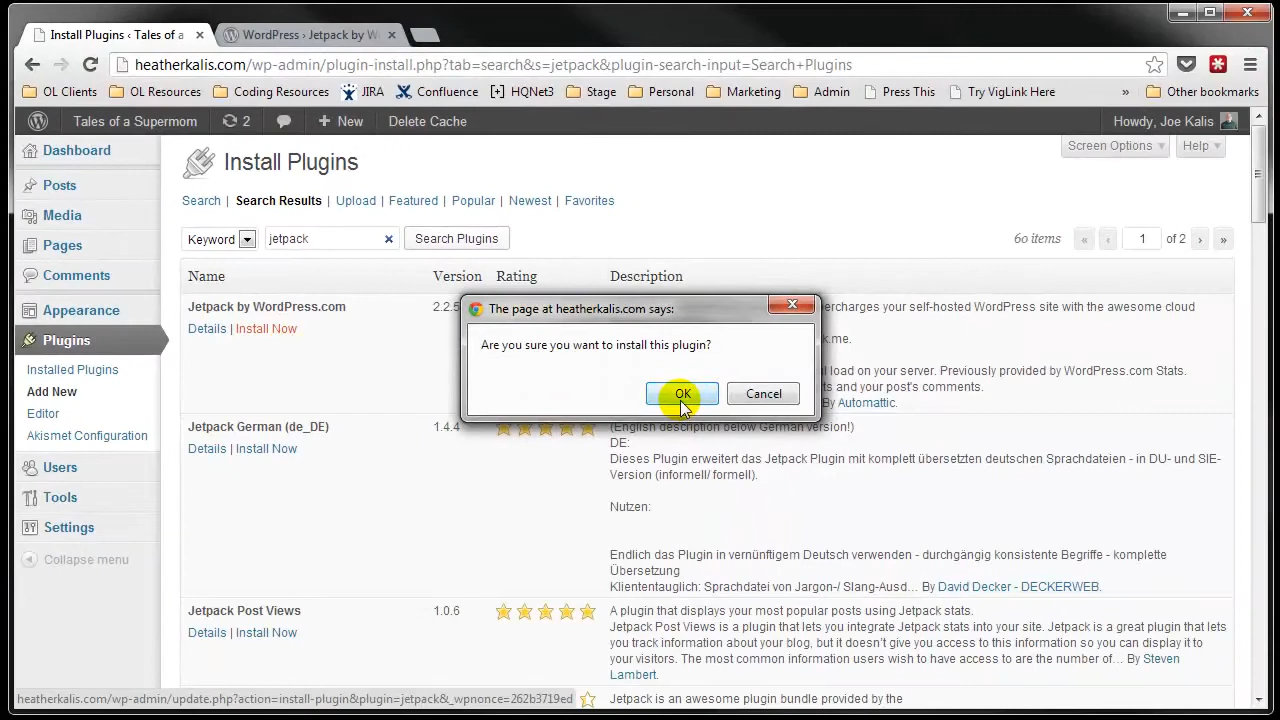 Install Plugins ‹ Tales of a
WordPress › Jetpack by W
heatherkalis.com/wp-admin/plugin-install.php?tab=search&s=jetpack&plugin-search-input=Search+Plugins
OL Clients OL Resources Coding Resources JIRA Confluence HQNet3 Stage Personal Marketing Admin Press This Try VigLink Here » Other bookmarks
Tales of a Supermom 2 + New Delete Cache Howdy, Joe Kalis
Dashboard
Posts
Media
Pages
Comments
Appearance
Plugins
Installed Plugins
Add New
Editor
Akismet Configuration
Users
Tools
Settings
Collapse menu
Install Plugins
Screen Options Help
Search | Search Results | Upload | Featured | Popular | Newest | Favorites
Keyword jetpack Search Plugins 60 items « ‹ 1 of 2 › »
Name Version Rating Description
Jetpack by WordPress.com 2.2.5 percharges your self-hosted WordPress site with the awesome cloud
Details | Install Now
k.me.
l load on your server. Previously provided by WordPress.com Stats.
ts and your post's comments.
By Automattic.
The page at heatherkalis.com says:
Are you sure you want to install this plugin?
OK Cancel
Jetpack German (de_DE) 1.4.4 (English description below German version!)
Details | Install Now
DE:
Dieses Plugin erweitert das Jetpack Plugin mit komplett übersetzten deutschen Sprachdateien - in DU- und SIE-
Version (informell/ formell).
Nutzen:
Endlich das Plugin in vernünftigem Deutsch verwenden - durchgängig konsistente Begriffe - komplette
Übersetzung
Kliententauglich: Sprachdatei von Jargon-/ Slang-Ausd… By David Decker - DECKERWEB.
Jetpack Post Views 1.0.6 A plugin that displays your most popular posts using Jetpack stats.
Details | Install Now
Jetpack Post Views is a plugin that lets you integrate Jetpack stats into your site. Jetpack is a great plugin that lets
you track information about your blog, but it doesn't give you access to this information so you can display it to
your visitors. The most common information users wish to have access to are the number of… By Steven
Lambert.
Jetpack is an awesome plugin bundle provided by the
heatherkalis.com/wp-admin/update.php?action=install-plugin&plugin=jetpack&_wpnonce=262b3719ed